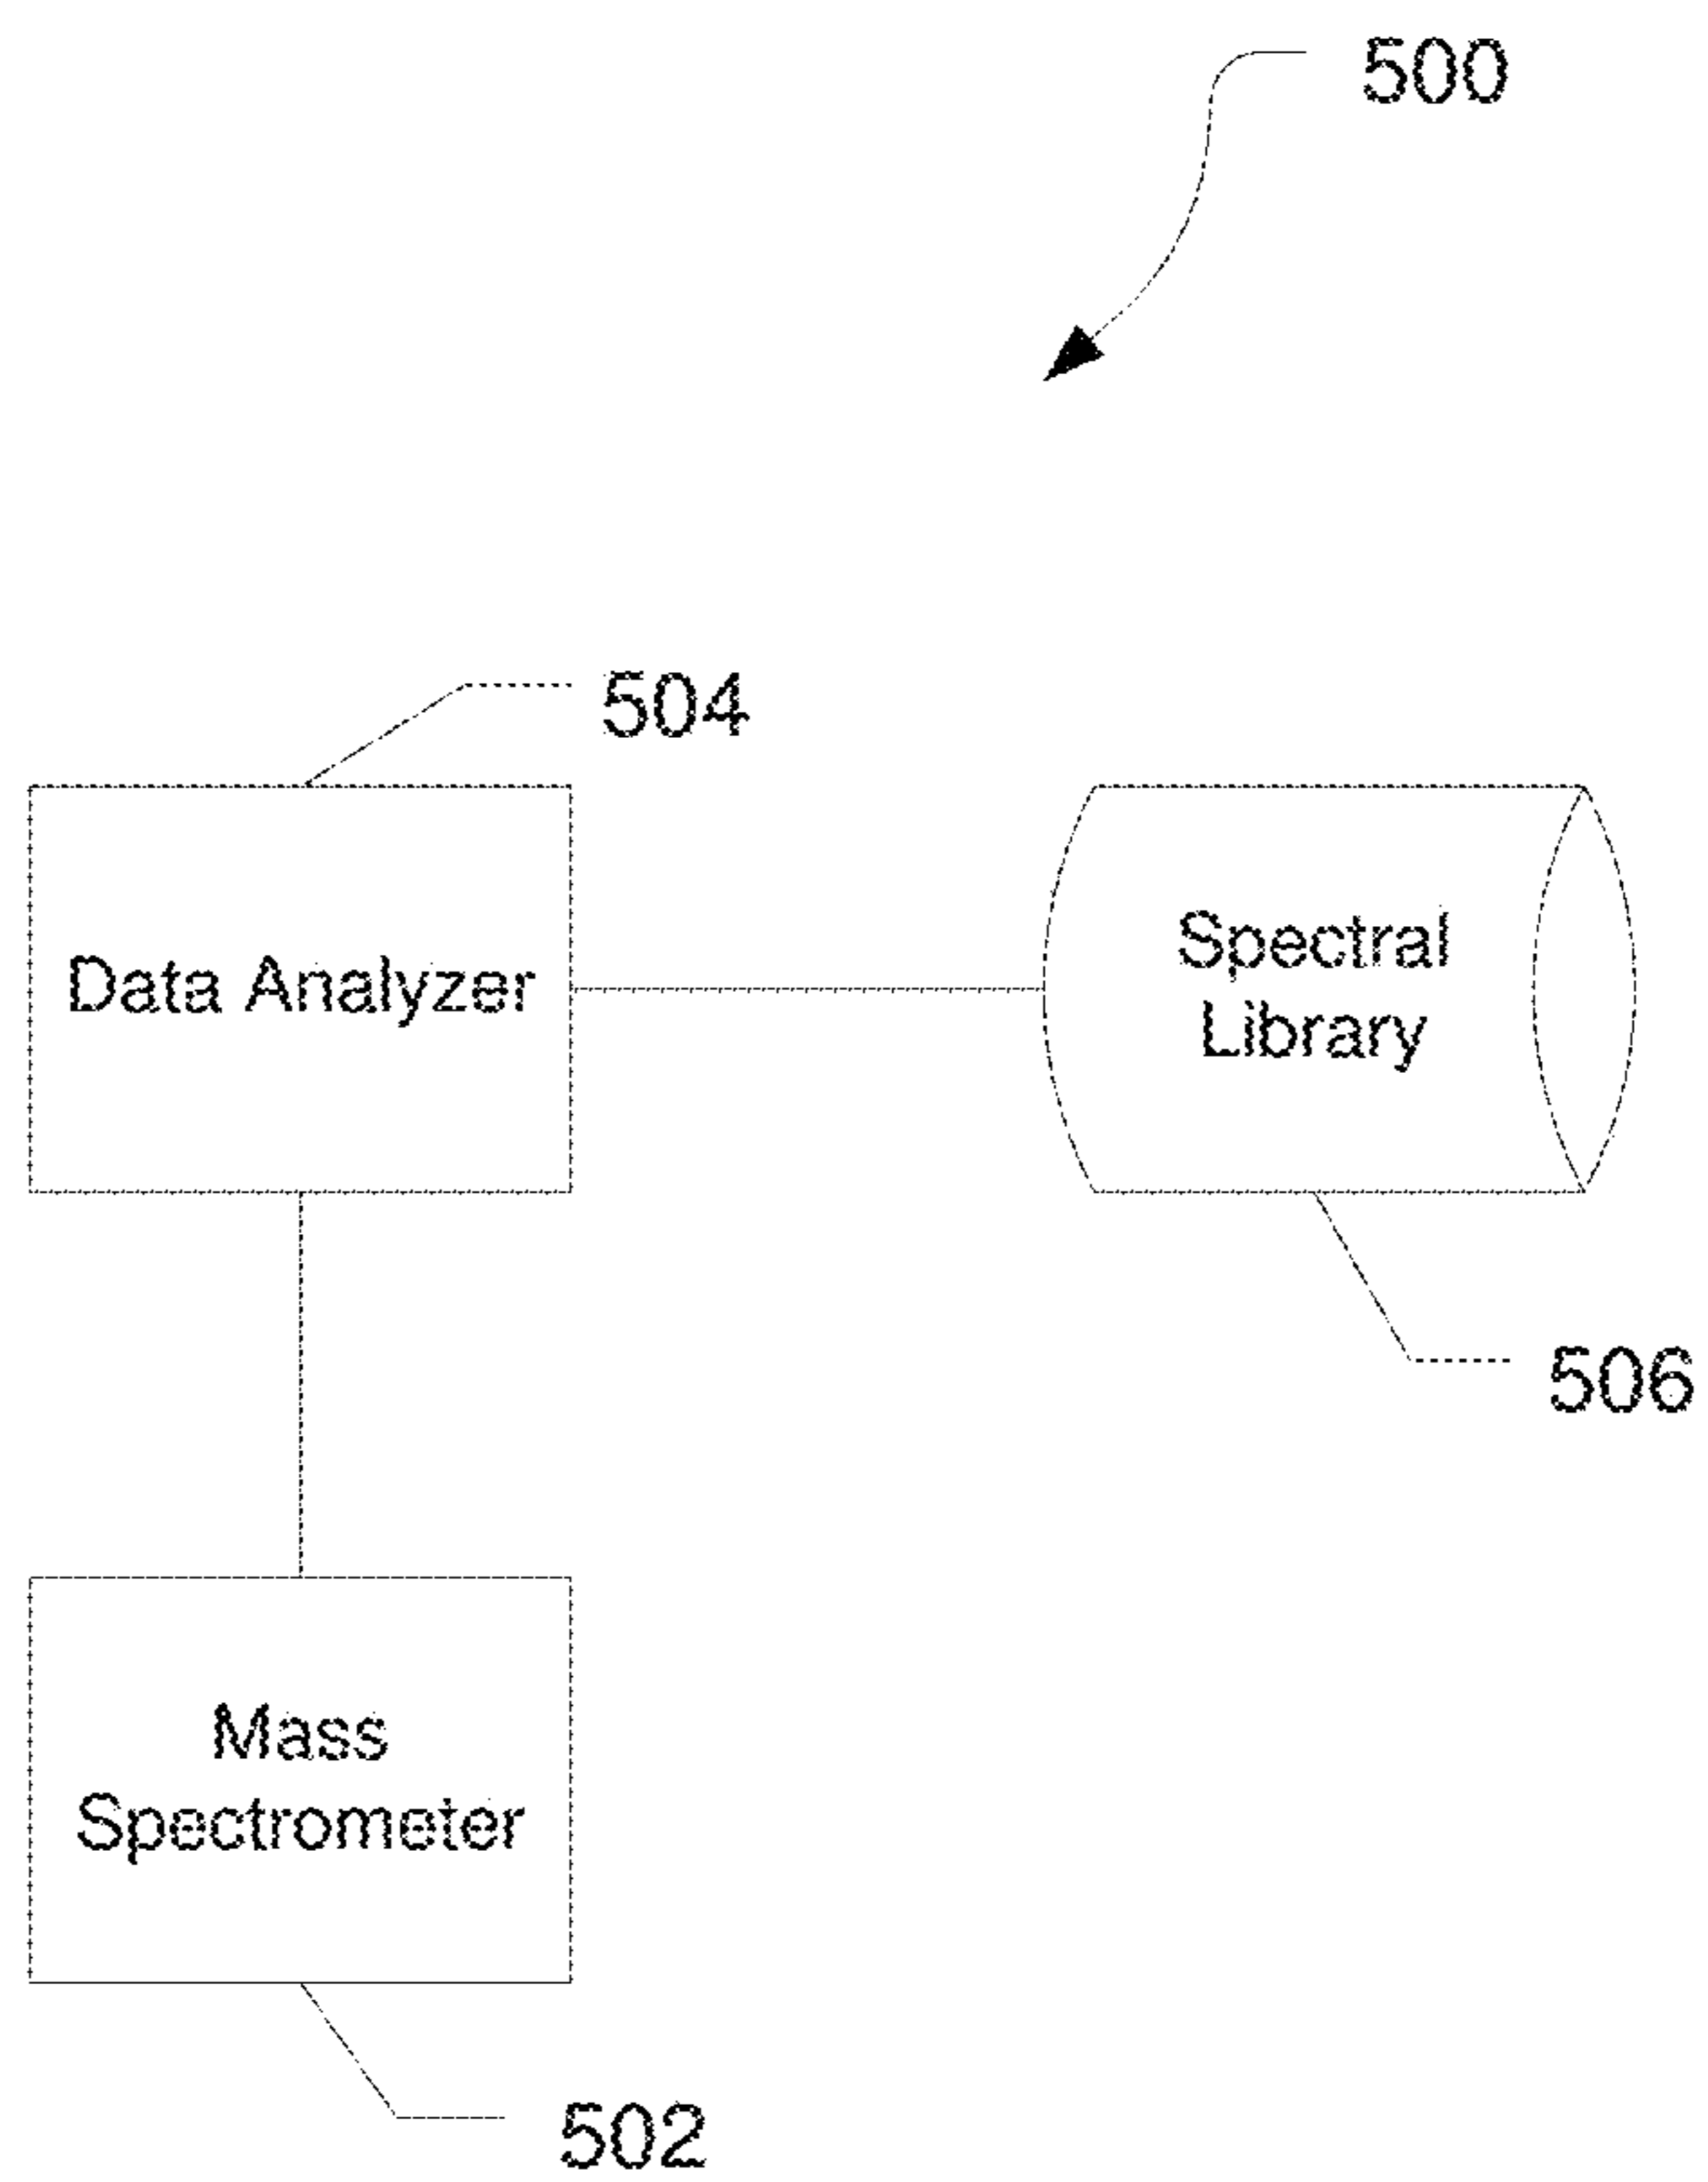 500
504
Data Analyzer
Spectral
Library
506
Mass
Spectrometer
502